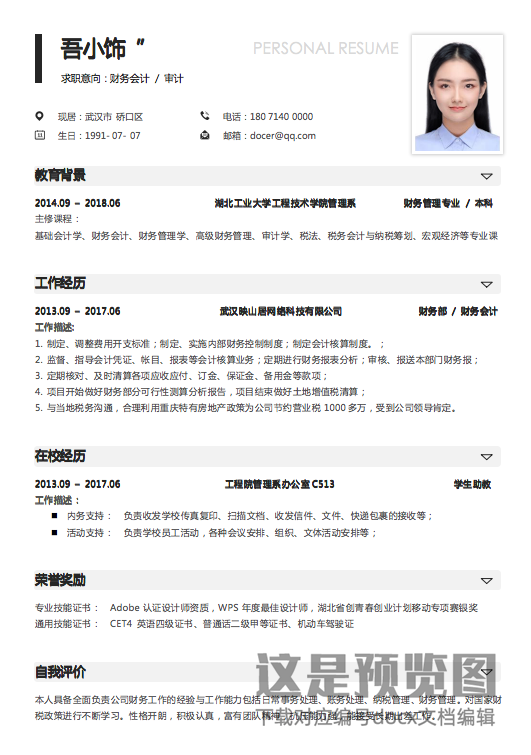 吾小饰 〃
PERSONAL RESUME
求职意向：财务会计 / 审计
现居：武汉市 硚口区
电话：180 7140 0000
生日：1991- 07- 07
邮箱：docer@qq.com
教育背景
2014.09 – 2018.06 湖北工业大学工程技术学院管理系 财务管理专业 / 本科
主修课程：
基础会计学、财务会计、财务管理学、高级财务管理、审计学、税法、税务会计与纳税筹划、宏观经济等专业课
工作经历
2013.09 – 2017.06 武汉映山居网络科技有限公司 财务部 / 财务会计
工作描述:
1. 制定、调整费用开支标准；制定、实施内部财务控制制度；制定会计核算制度。；
2. 监督、指导会计凭证、帐目、报表等会计核算业务；定期进行财务报表分析；审核、报送本部门财务报；
3. 定期核对、及时清算各项应收应付、订金、保证金、备用金等款项；
4. 项目开始做好财务部分可行性测算分析报告，项目结束做好土地增值税清算；
5. 与当地税务沟通，合理利用重庆特有房地产政策为公司节约营业税 1000 多万，受到公司领导肯定。
在校经历
2013.09 – 2017.06 工程院管理系办公室 C513 学生助教
工作描述：
■ 内务支持： 负责收发学校传真复印、扫描文档、收发信件、文件、快递包裹的接收等；
■ 活动支持： 负责学校员工活动，各种会议安排、组织、文体活动安排等；
荣誉奖励
专业技能证书： Adobe 认证设计师资质，WPS 年度最佳设计师，湖北省创青春创业计划移动专项赛银奖
通用技能证书： CET4 英语四级证书、普通话二级甲等证书、机动车驾驶证
自我评价
这是预览图
本人具备全面负责公司财务工作的经验与工作能力包括日常事务处理、账务处理、纳税管理、财务管理。对国家财
税政策进行不断学习。性格开朗，积极认真，富有团队精神，抗压能力强，能接受长期出差工作。
下载对应编号docx文档编辑